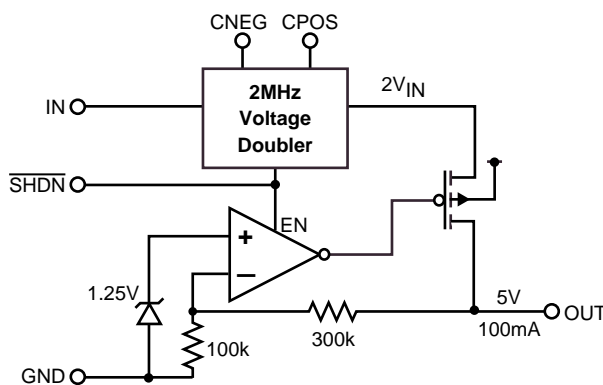 CNEG CPOS
IN
2MHz
Voltage
Doubler
2VIN
SHDN
EN
+
–
1.25V
5V
OUT
100mA
300k
100k
GND